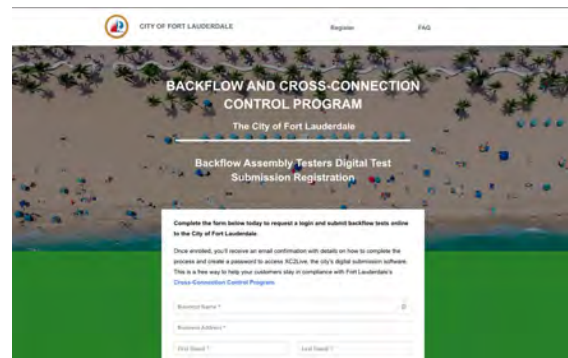 CITY OF FORT LAUDERDALE
Register
FAQ
BACKFLOW AND CROSS-CONNECTION
CONTROL PROGRAM
The City of Fort Lauderdale
Backflow Assembly Testers Digital Test
Submission Registration
Complete the form below today to request a login and submit backflow tests online
to the City of Fort Lauderdale.
Once enrolled, you'll receive an email confirmation with details on how to complete the
process and create a password to access XC2Live, the city's digital submission software.
This is a free way to help your customers stay in compliance with Fort Lauderdale's
Cross-Connection Control Program.
Business Name *
Business Address *
First Name *
Last Name *